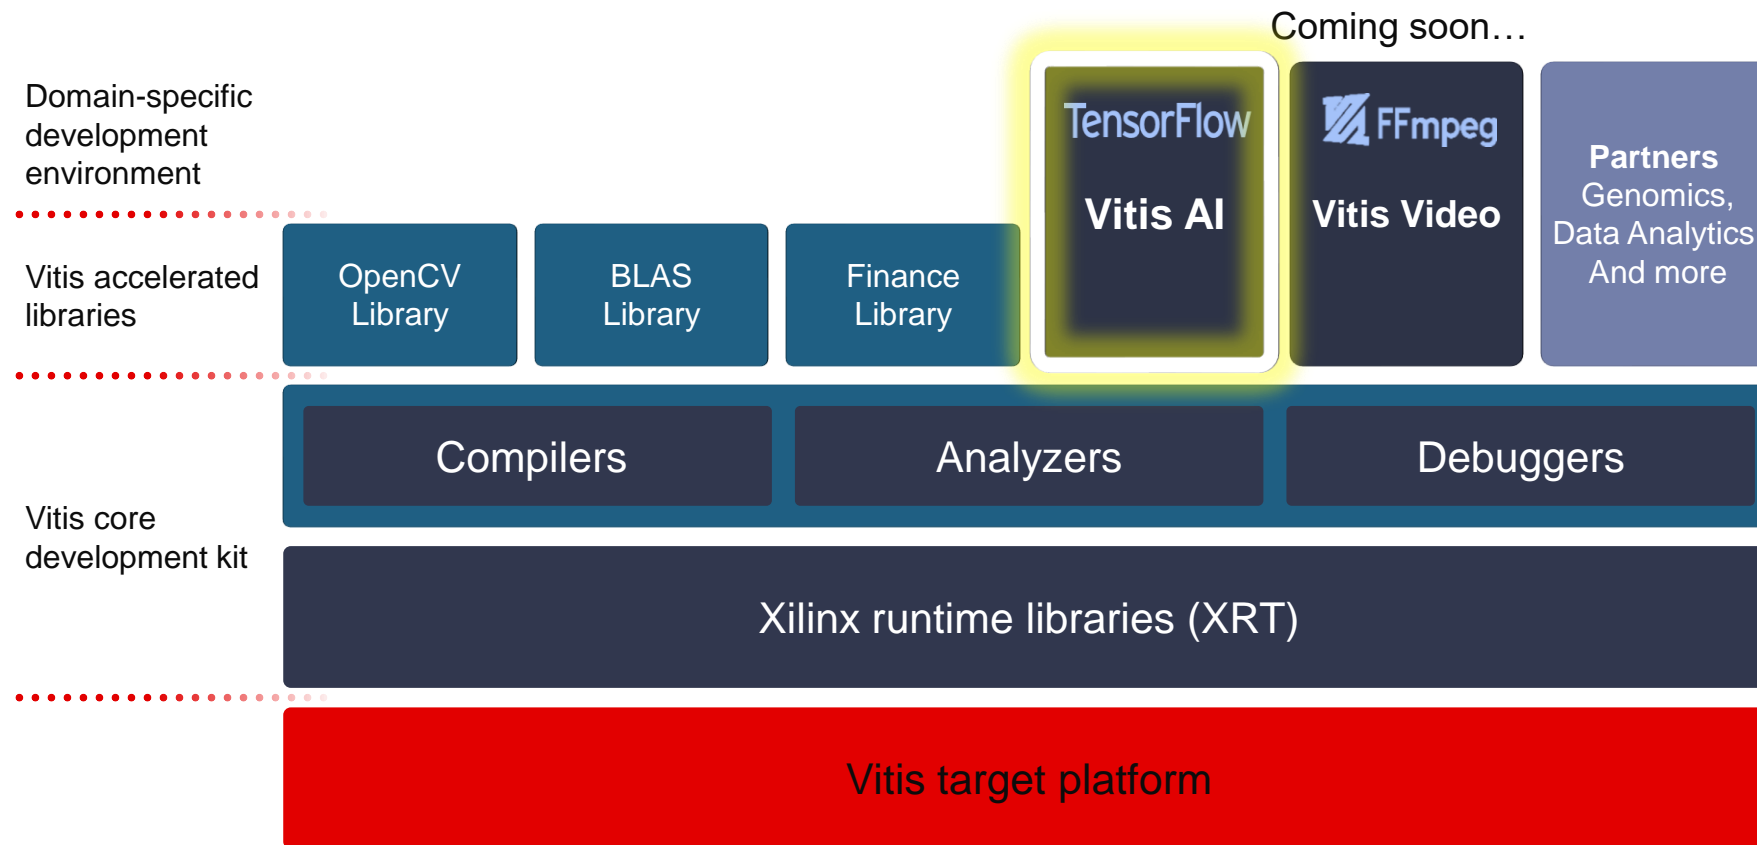 Coming soon…
Domain-specific
development
environment
TensorFlow
Vitis AI
FFmpeg
Vitis Video
Partners
Genomics,
Data Analytics
And more
Vitis accelerated
libraries
OpenCV
Library
BLAS
Library
Finance
Library
Vitis core
development kit
Compilers
Analyzers
Debuggers
Xilinx runtime libraries (XRT)
Vitis target platform